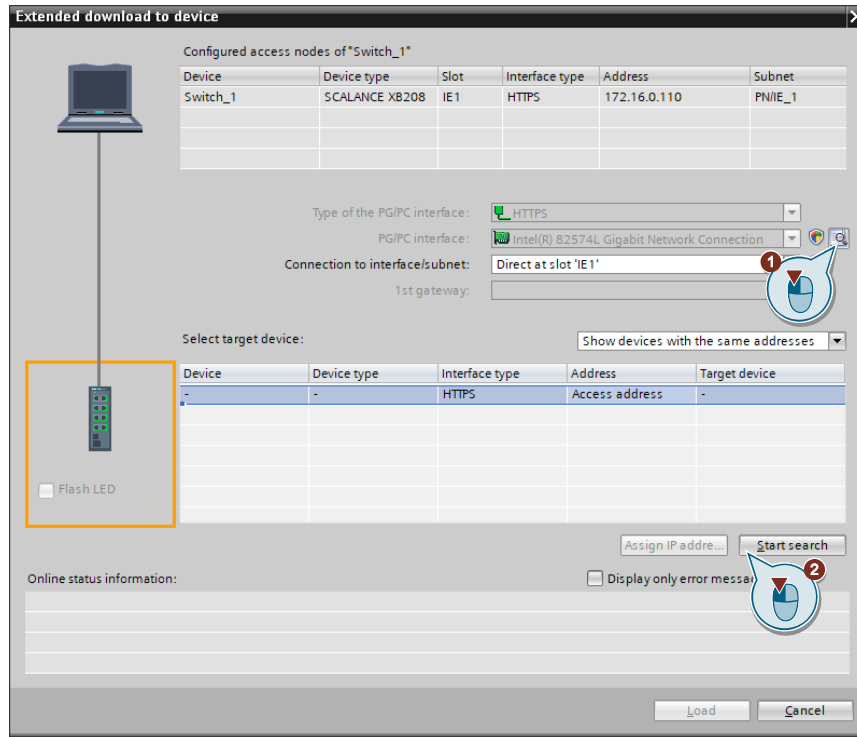 Extended download to device
Configured access nodes of "Switch_1"
Device Device type Slot Interface type Address Subnet
Switch_1 SCALANCE XB208 IE1 HTTPS 172.16.0.110 PN/IE_1
Type of the PG/PC interface: HTTPS
PG/PC interface: Intel(R) 82574L Gigabit Network Connection
Connection to interface/subnet: Direct at slot 'IE1'
1
1st gateway:
Select target device: Show devices with the same addresses
Device Device type Interface type Address Target device
- - HTTPS Access address -
Flash LED
Assign IP addre... Start search
2
Online status information: Display only error messa
Load Cancel